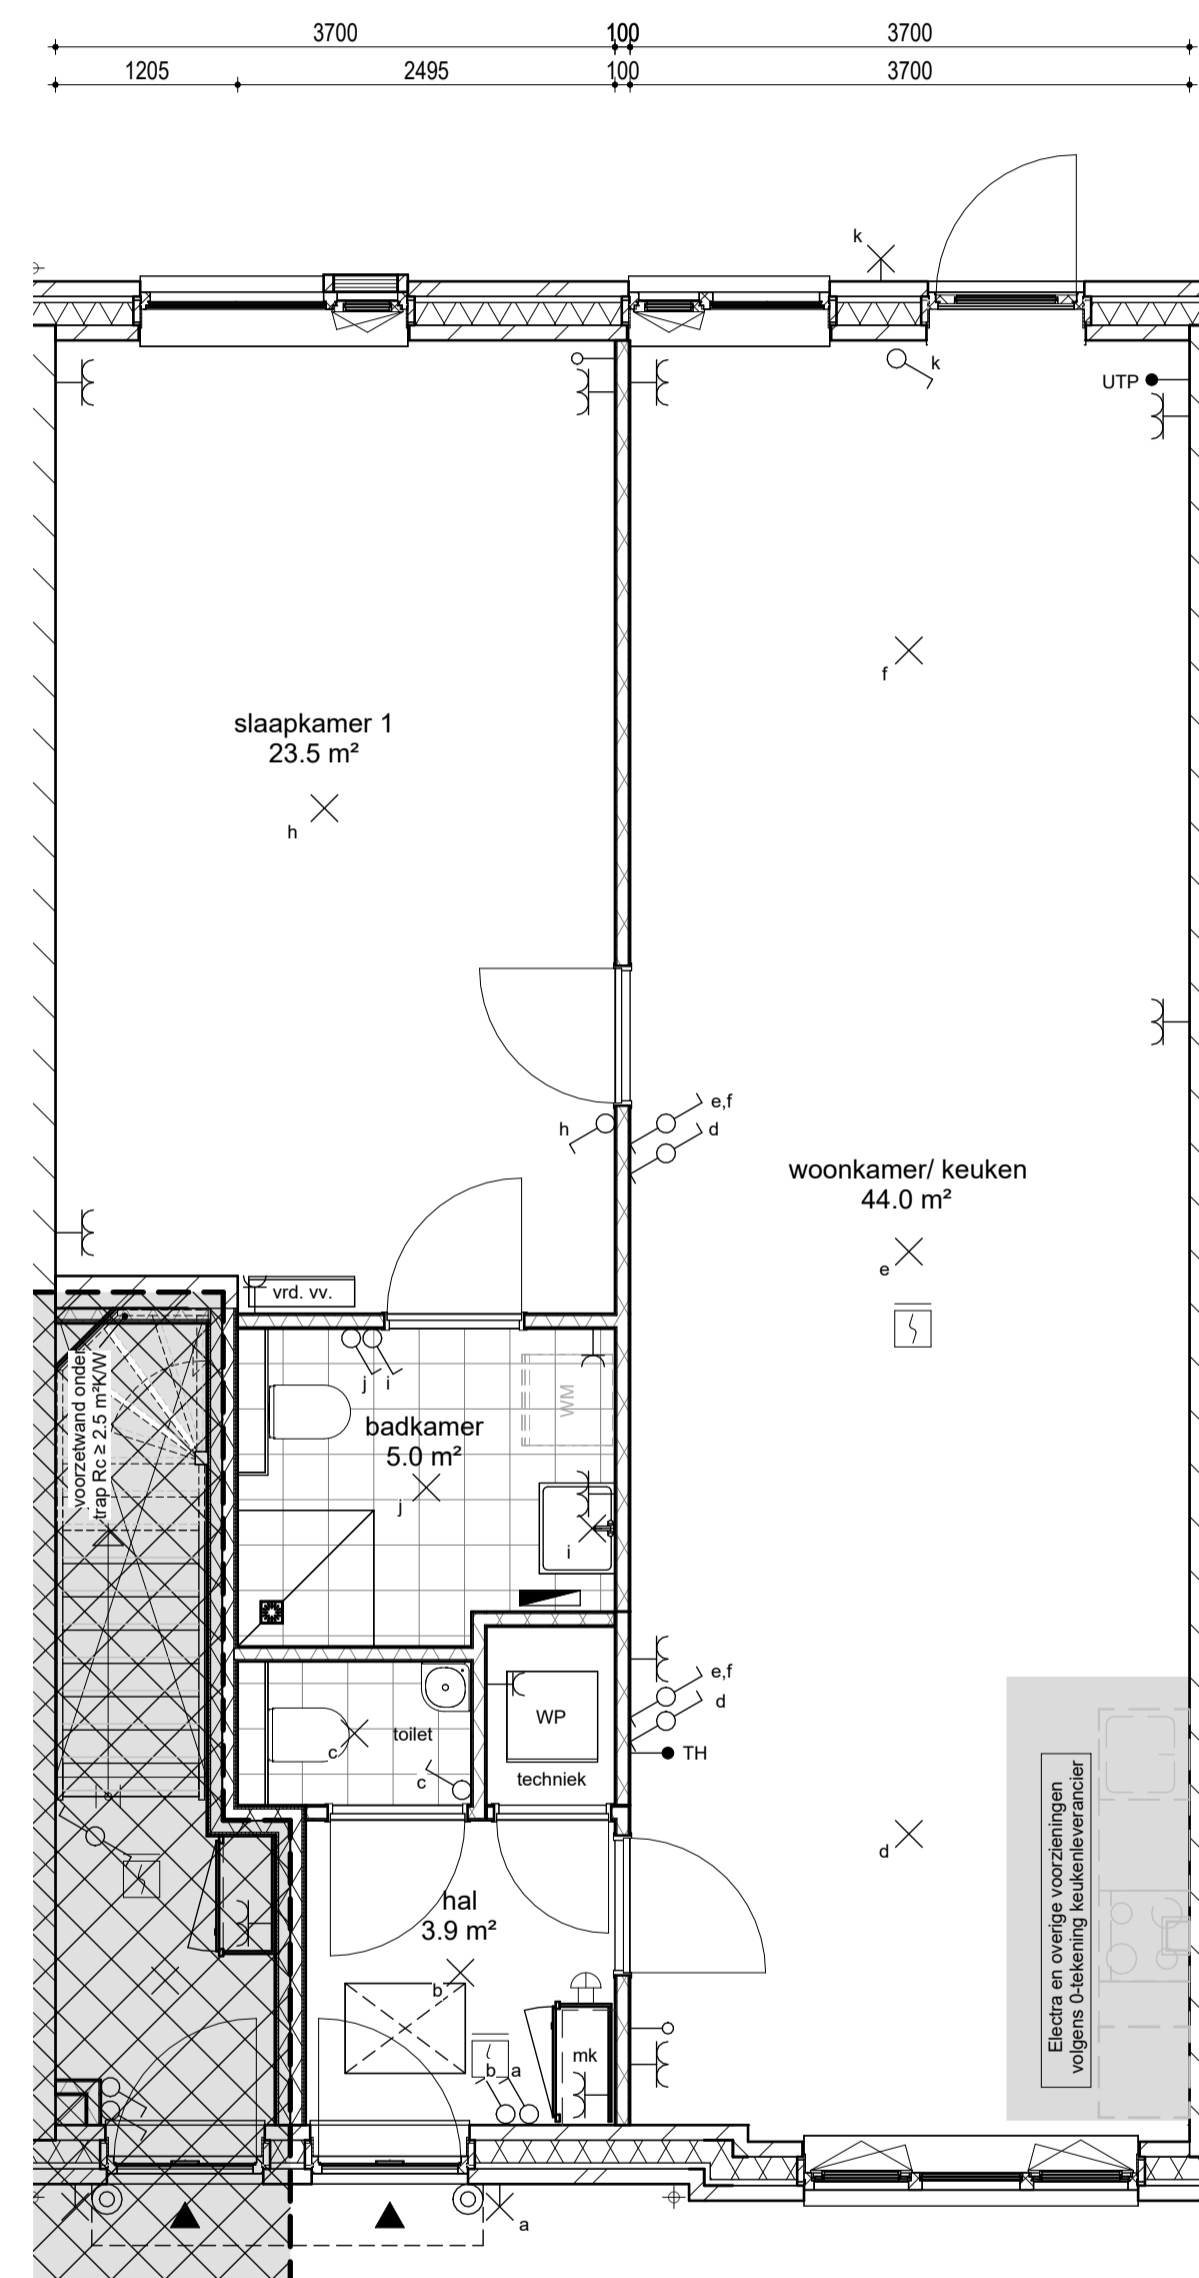 3700 100 3700
1205 2495 100 3700
k
k
UTP
f
slaapkamer 1
23.5 m²
h
e,f
h
d
woonkamer/ keuken
44.0 m²
e
vrd. vv.
voorzetwand onder
trap Rc ≥ 2.5 m²K/W
j i
WM
badkamer
5.0 m²
j
i
e,f
d
WP
toilet
c
TH
c
techniek
d
Electra en overige voorzieningen
volgens 0-tekening keukenleverancier
hal
3.9 m²
b
mk
b a
a